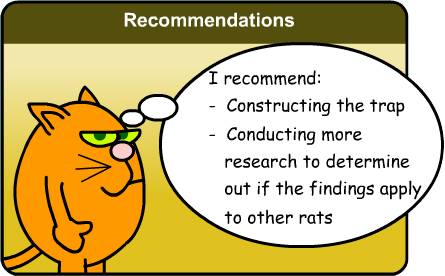 Recommendations
I recommend:
- Constructing the trap
- Conducting more
research to determine
out if the findings apply
to other rats